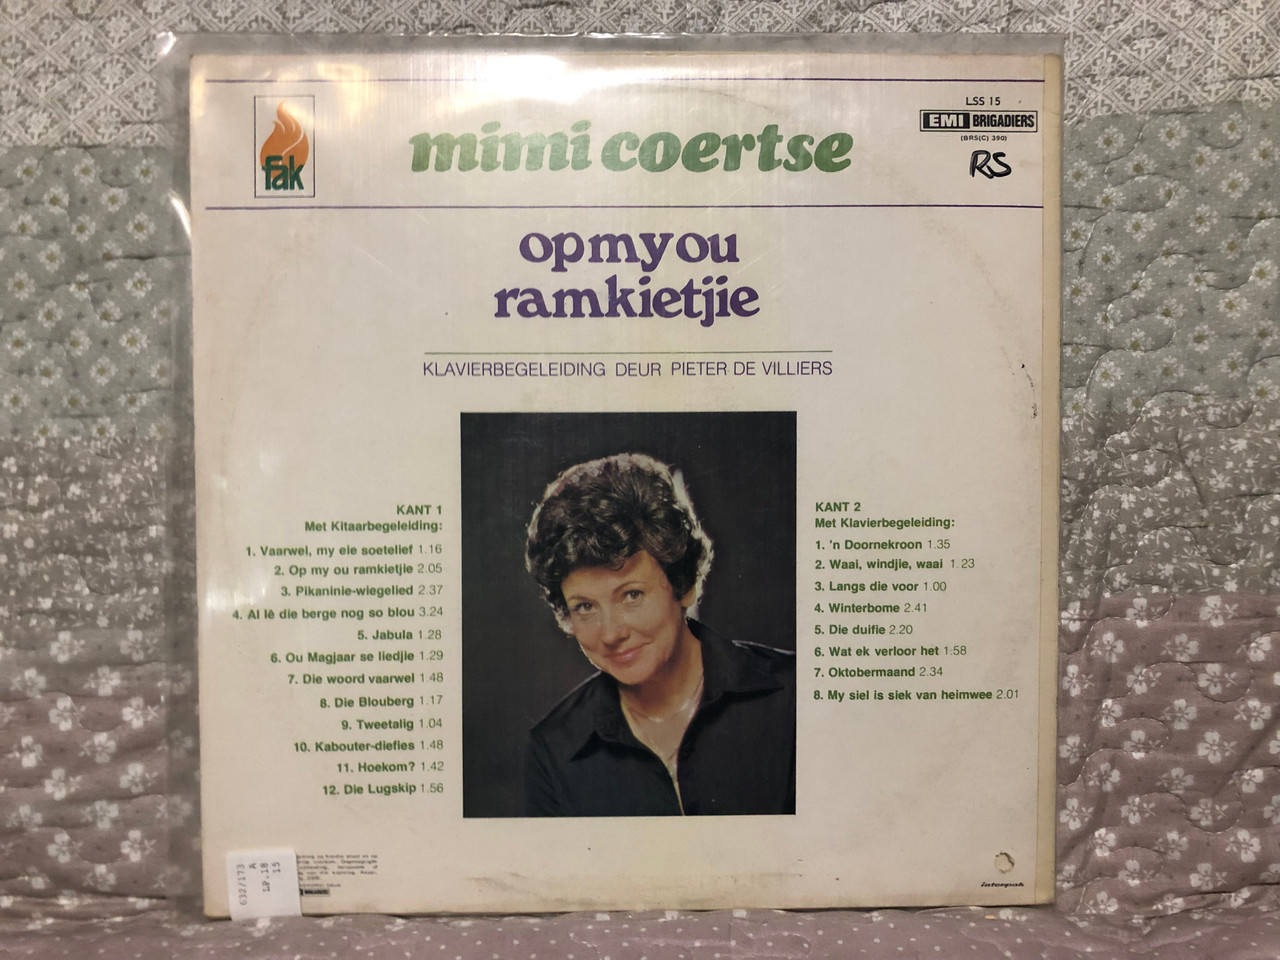 fak
mimi coertse
LSS 15
EMI BRIGADIERS
(BRS(C) 390)
RS
op my ou
ramkietjie
KLAVIERBEGELEIDING DEUR PIETER DE VILLIERS
KANT 1
Met Kitaarbegeleiding:
1. Vaarwel, my eie soetelief 1.16
2. Op my ou ramkietjie 2.05
3. Pikaninie-wiegelied 2.37
4. Al lê die berge nog so blou 3.24
5. Jabula 1.28
6. Ou Magjaar se liedjie 1.29
7. Die woord vaarwel 1.48
8. Die Blouberg 1.17
9. Tweetalig 1.04
10. Kabouter-diefies 1.48
11. Hoekom? 1.42
12. Die Lugskip 1.56
KANT 2
Met Klavierbegeleiding:
1. 'n Doornekroon 1.35
2. Waai, windjie, waai 1.23
3. Langs die voor 1.00
4. Winterbome 2.41
5. Die duifie 2.20
6. Wat ek verloor het 1.58
7. Oktobermaand 2.34
8. My siel is siek van heimwee 2.01
632/173
A
LP.18
15
interpak